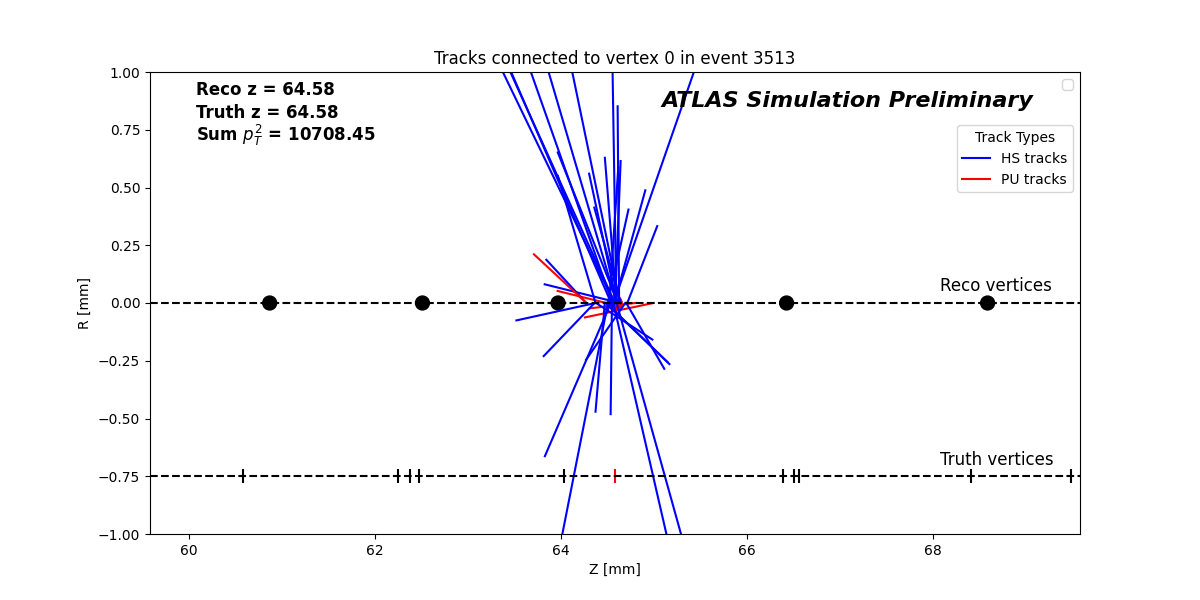 Tracks connected to vertex 0 in event 3513
Reco z = 64.58
Truth z = 64.58
Sum $p_T^2$ = 10708.45
ATLAS Simulation Preliminary
Track Types
HS tracks
PU tracks
Reco vertices
Truth vertices
R [mm]
1.00
0.75
0.50
0.25
0.00
−0.25
−0.50
−0.75
−1.00
60 62 64 66 68
Z [mm]